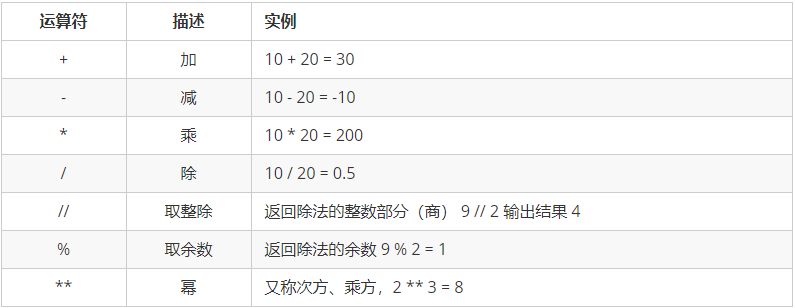 运算符 描述 实例
+ 加 10 + 20 = 30
- 减 10 - 20 = -10
* 乘 10 * 20 = 200
/ 除 10 / 20 = 0.5
// 取整除 返回除法的整数部分（商） 9 // 2 输出结果 4
% 取余数 返回除法的余数 9 % 2 = 1
** 幂 又称次方、乘方，2 ** 3 = 8